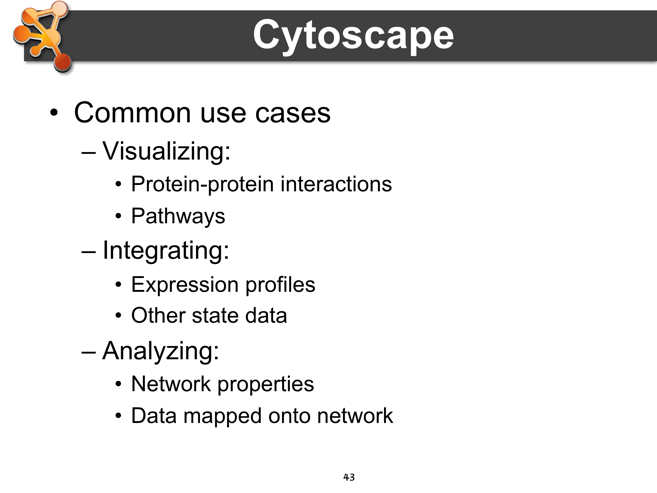 Cytoscape
• Common use cases
– Visualizing:
• Protein-protein interactions
• Pathways
– Integrating:
• Expression profiles
• Other state data
– Analyzing:
• Network properties
• Data mapped onto network
43